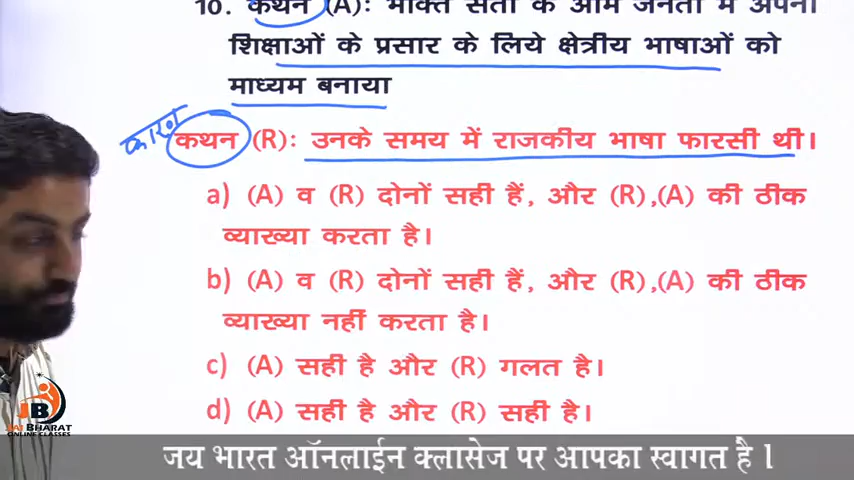 10. कथन (A): भक्ति संतों के आम जनता में अपनी
शिक्षाओं के प्रसार के लिये क्षेत्रीय भाषाओं को
माध्यम बनाया
कारण
कथन (R): उनके समय में राजकीय भाषा फारसी थी।
a) (A) व (R) दोनों सही हैं, और (R),(A) की ठीक
व्याख्या करता है।
b) (A) व (R) दोनों सही हैं, और (R),(A) की ठीक
व्याख्या नहीं करता है।
c) (A) सही है और (R) गलत है।
d) (A) सही है और (R) सही है।
JB
JAI BHARAT
ONLINE CLASSES
जय भारत ऑनलाईन क्लासेज पर आपका स्वागत है।